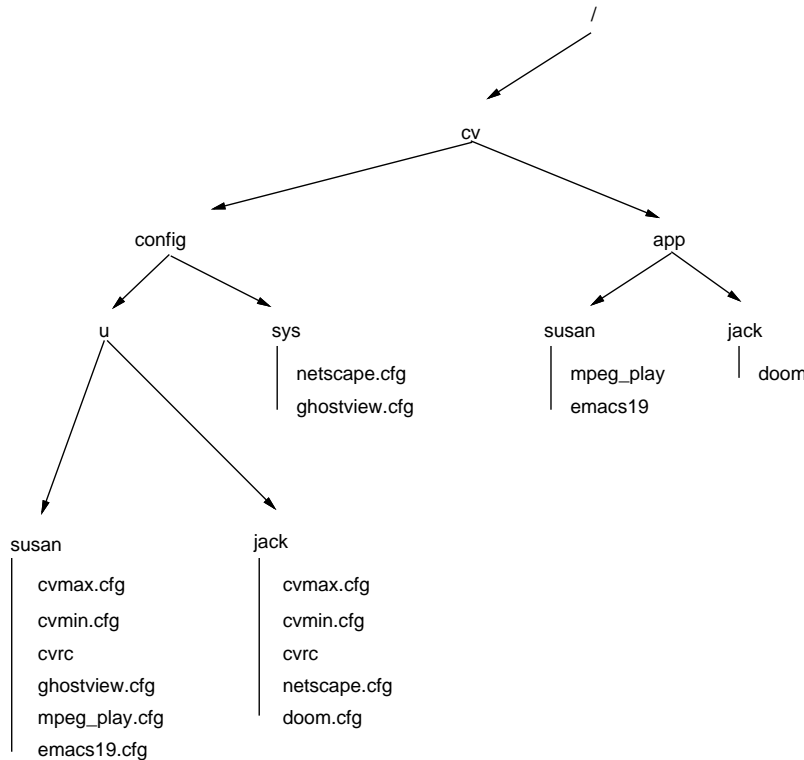 /
cv
config
app
u
sys
susan
jack
netscape.cfg
ghostview.cfg
mpeg_play
emacs19
doom
susan
cvmax.cfg
cvmin.cfg
cvrc
ghostview.cfg
mpeg_play.cfg
emacs19.cfg
jack
cvmax.cfg
cvmin.cfg
cvrc
netscape.cfg
doom.cfg